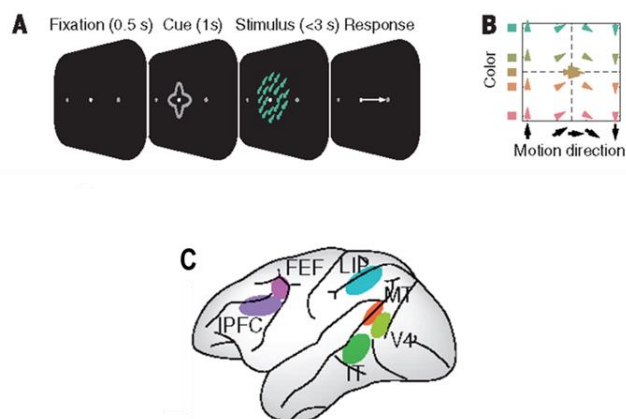 A
Fixation (0.5 s) Cue (1s) Stimulus (<3 s) Response
B
Color
Motion direction
C
FEF
LIP
MT
lPFC
V4
IT